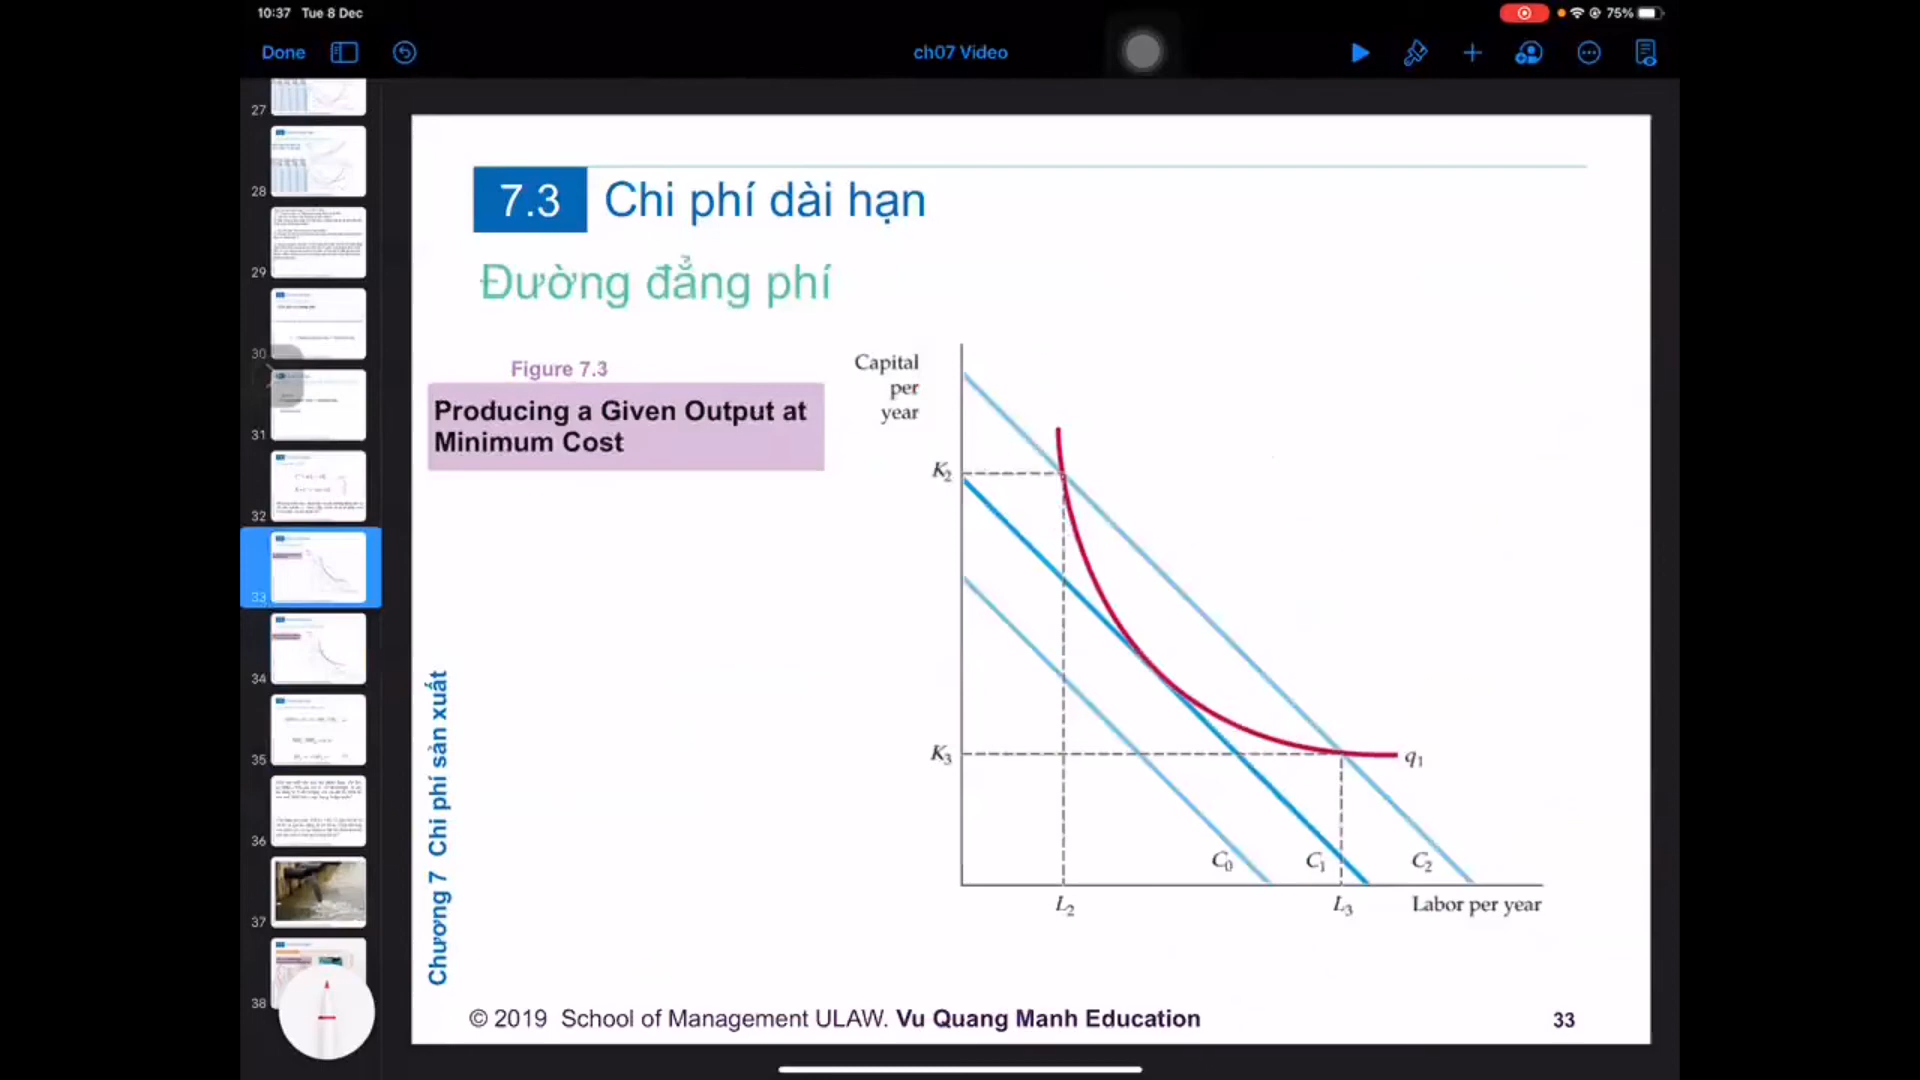 10:37 Tue 8 Dec
75%
Done
ch07 Video
27
28
29
30
31
32
33
34
35
36
37
38
7.3 Chi phí dài hạn
Đường đẳng phí
Figure 7.3
Producing a Given Output at
Minimum Cost
Capital
per
year
K2
K3
q1
C0
C1
C2
L2
L3
Labor per year
Chương 7 Chi phí sản xuất
© 2019 School of Management ULAW. Vu Quang Manh Education
33